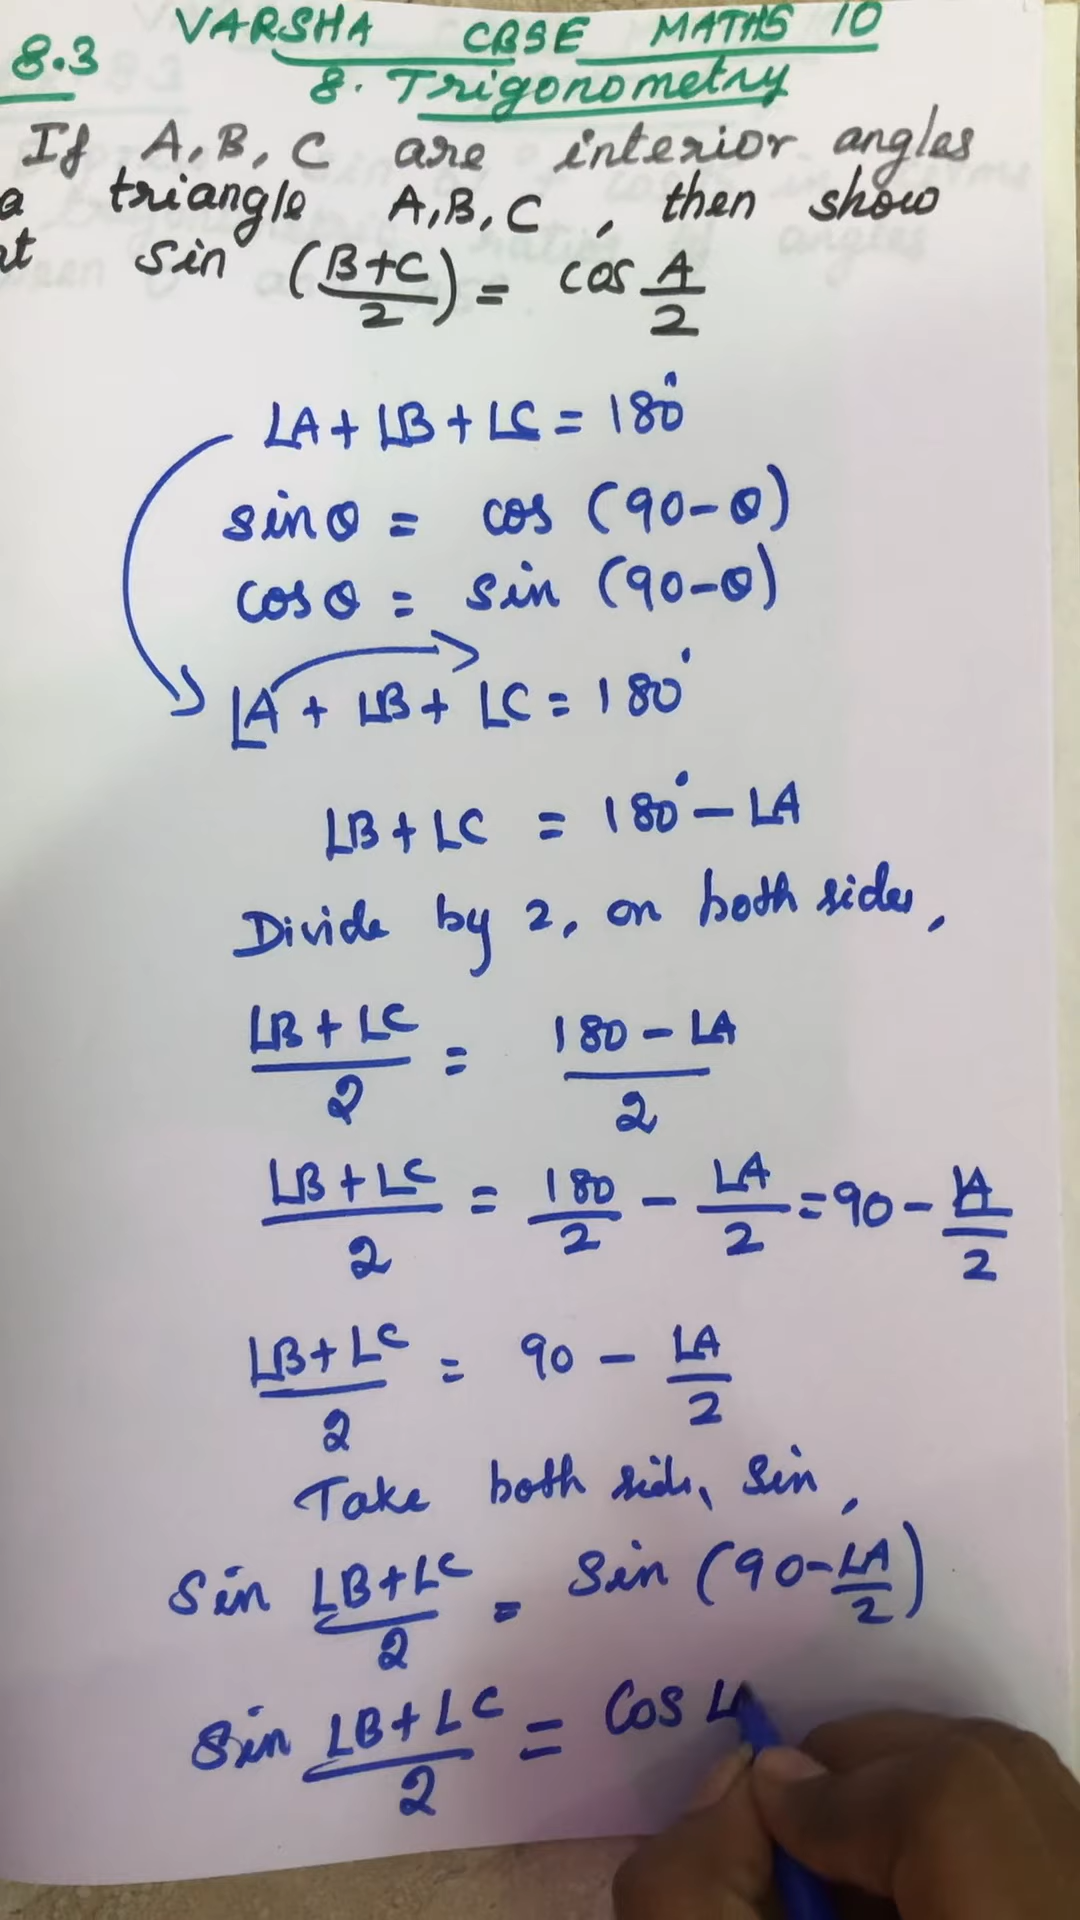 VARSHA CBSE MATHS 10
8.3
8. Trigonometry
If A, B, C are interior angles
a triangle A, B, C, then show
sin (B+C/2) = cos A/2
∠A + ∠B + ∠C = 180°
sinθ = cos (90-θ)
cosθ = sin (90-θ)
∠A + ∠B + ∠C = 180°
∠B + ∠C = 180° - ∠A
Divide by 2, on both sides,
∠B + ∠C/2 = 180 - ∠A/2
∠B + ∠C/2 = 180/2 - ∠A/2 = 90 - ∠A/2
∠B + ∠C/2 = 90 - ∠A/2
Take both side, Sin,
Sin ∠B+∠C/2 = Sin (90-∠A/2)
Sin ∠B+∠C/2 = Cos ∠